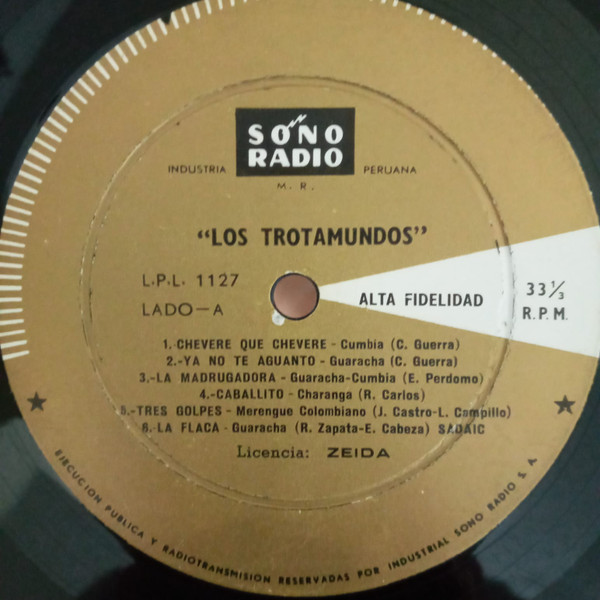 SONO
RADIO
INDUSTRIA PERUANA
M. R.
“LOS TROTAMUNDOS”
L.P.L. 1127
LADO—A
ALTA FIDELIDAD
33 1/3
R.P.M.
1.-CHEVERE QUE CHEVERE - Cumbia (C. Guerra)
2.-YA NO TE AGUANTO - Guaracha (C. Guerra)
3.-LA MADRUGADORA - Guaracha-Cumbia (E. Perdomo)
4.-CABALLITO - Charanga (R. Carlos)
5.-TRES GOLPES - Merengue Colombiano (J. Castro-L. Campillo)
6.-LA FLACA - Guaracha (R. Zapata-E. Cabeza) SADAIC
Licencia: ZEIDA
EJECUCION PUBLICA Y RADIOTRANSMISION RESERVADAS POR INDUSTRIAL SONO RADIO S. A.